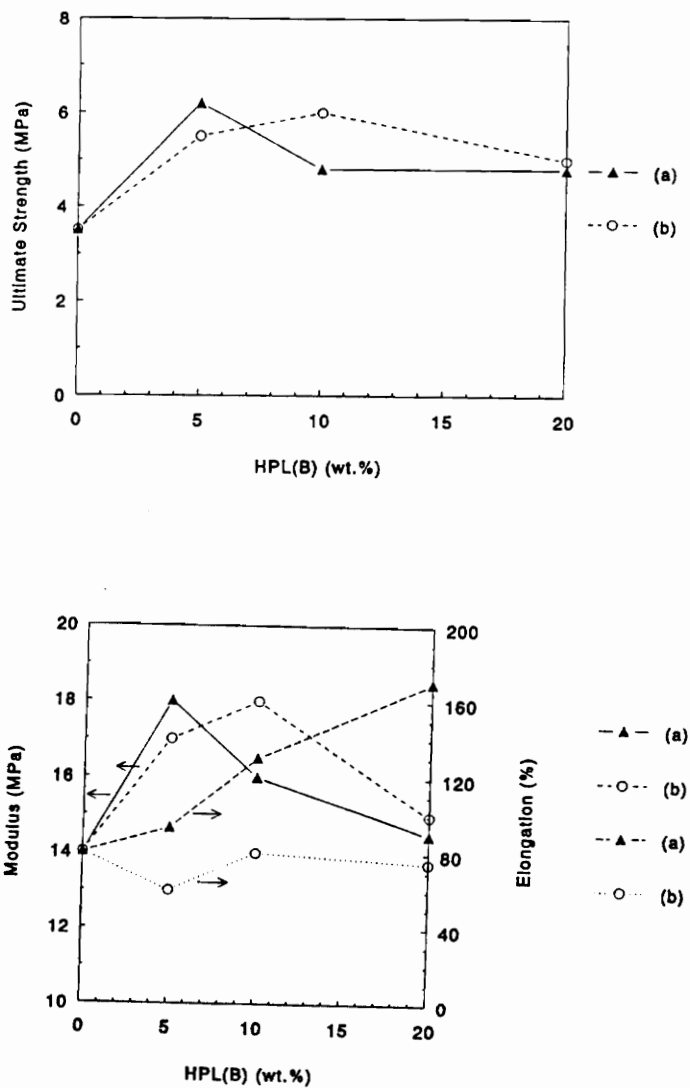 8
6
4
2
0
Ultimate Strength (MPa)
0 5 10 15 20
HPL(B) (wt.%)
(a)
(b)
20
18
16
14
12
10
Modulus (MPa)
200
160
120
80
40
0
Elongation (%)
0 5 10 15 20
HPL(B) (wt.%)
(a)
(b)
(a)
(b)